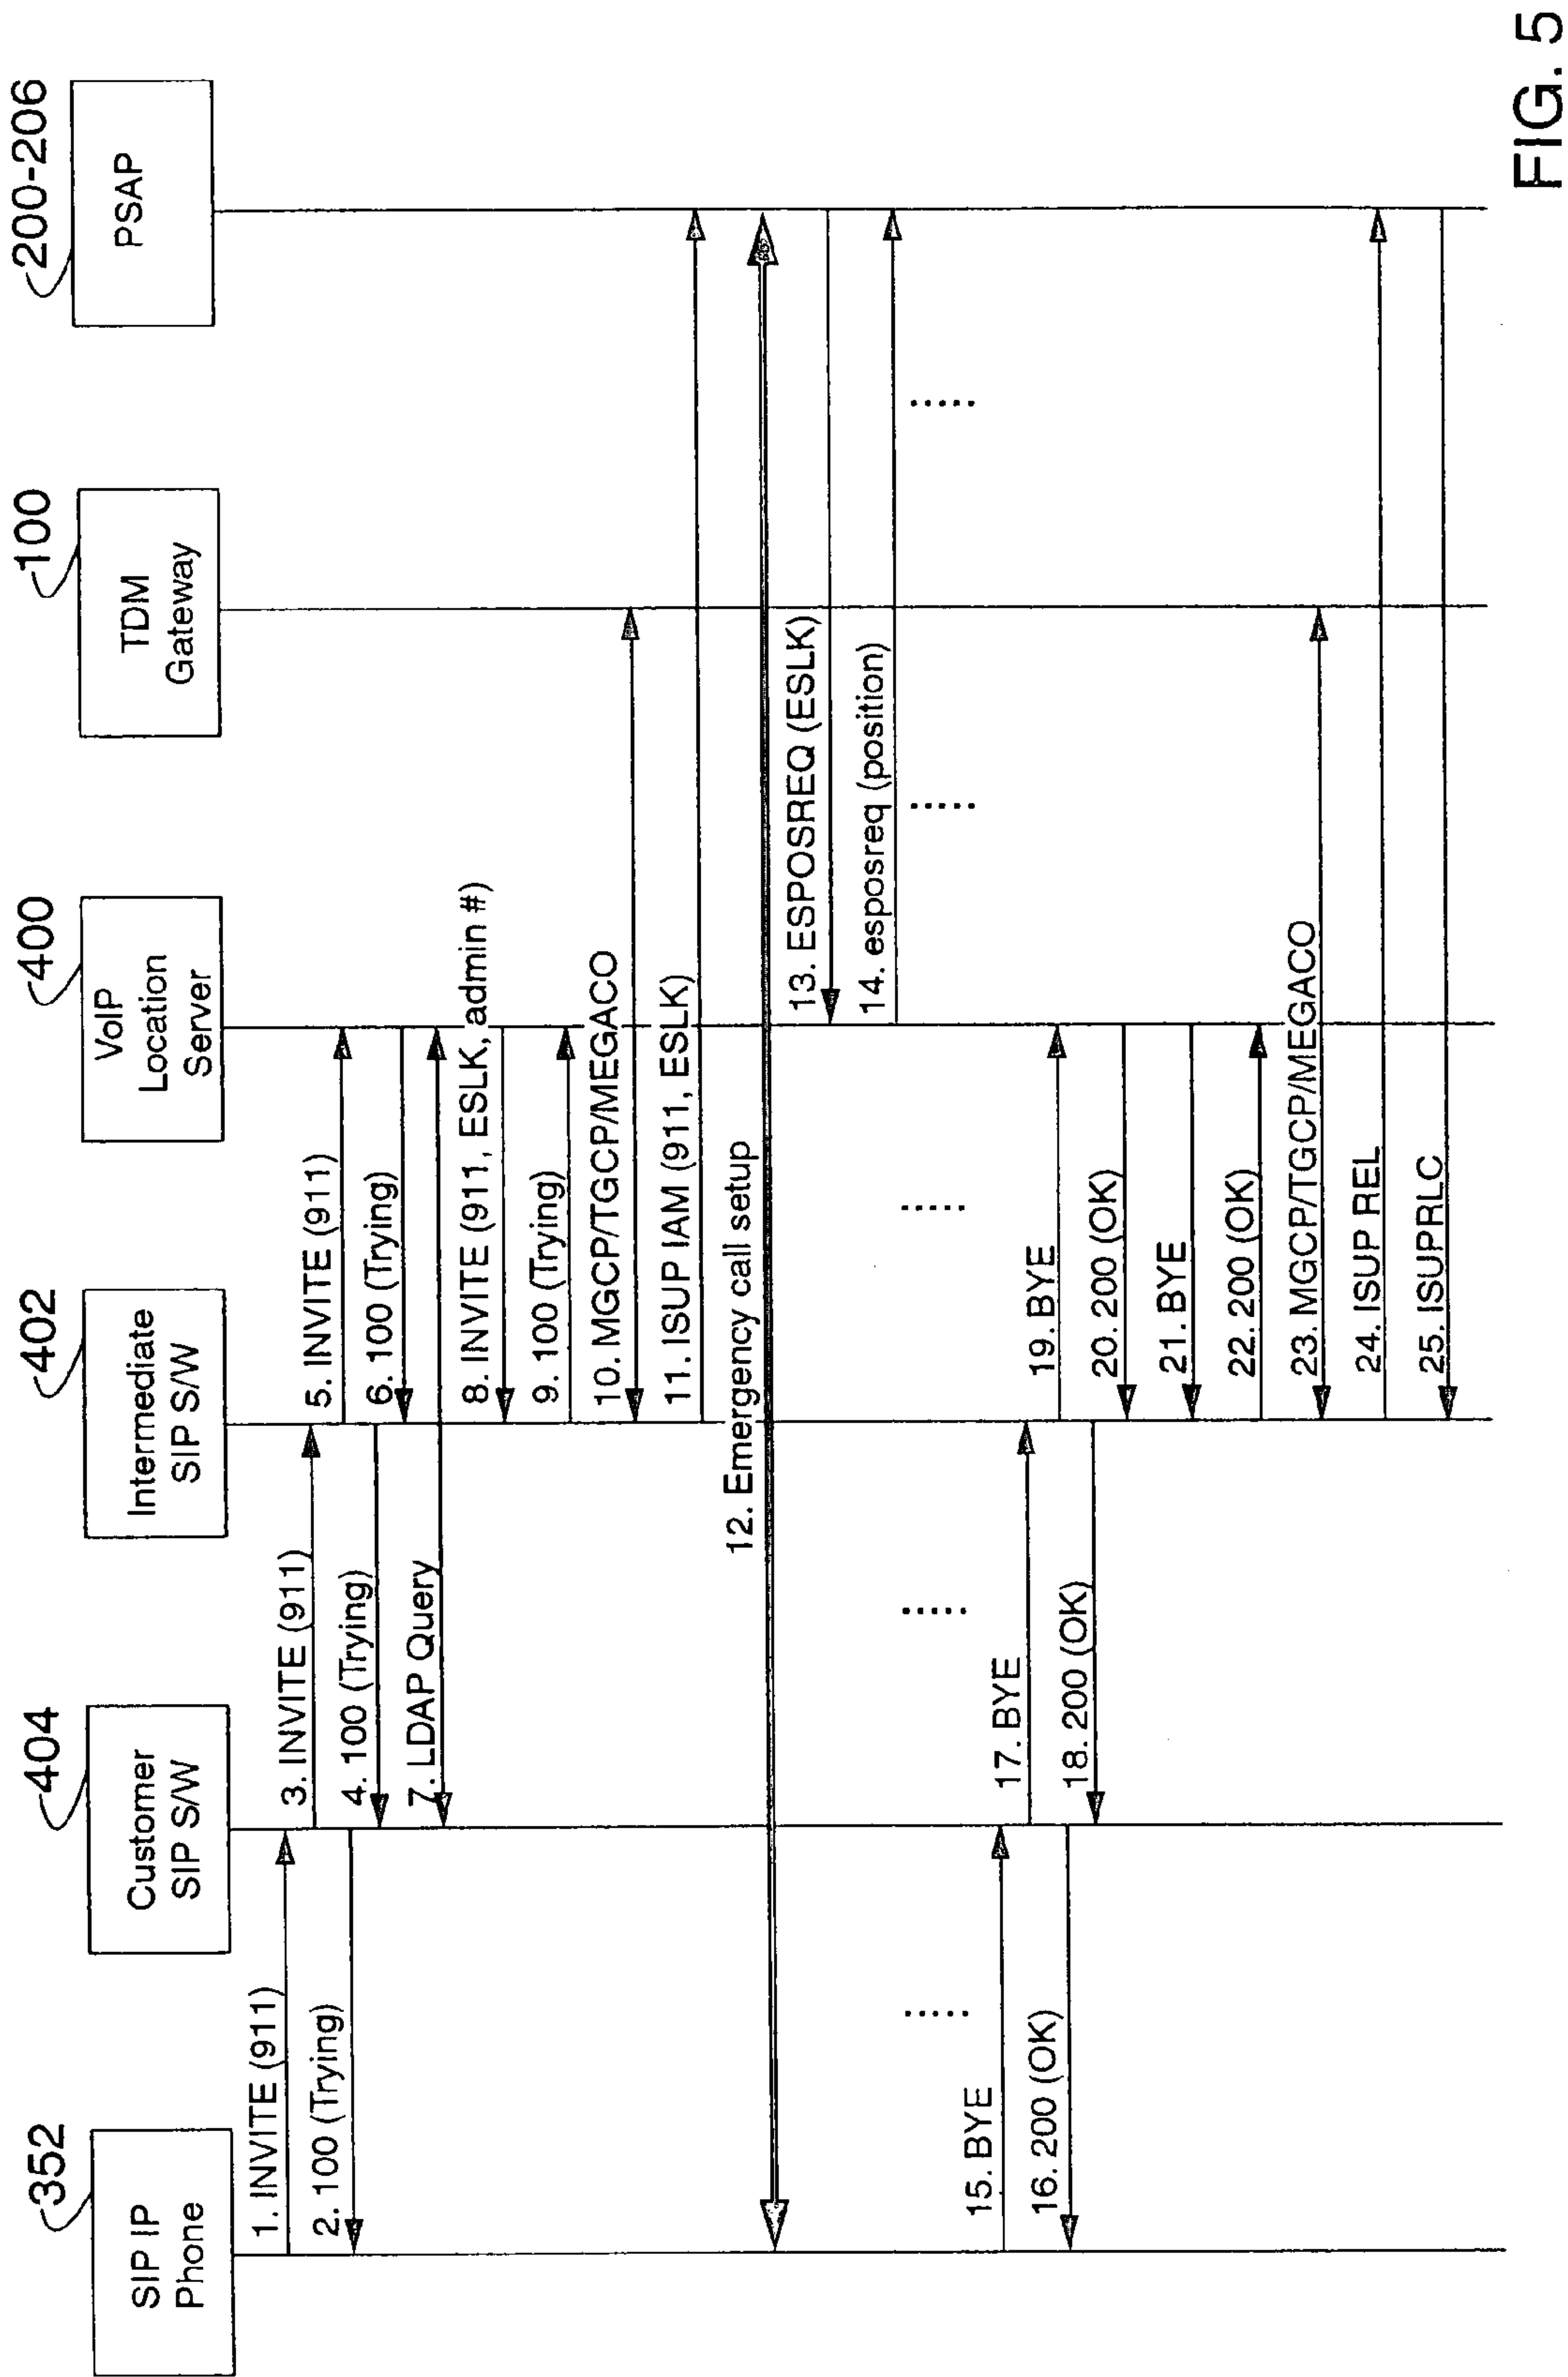 352
SIP IP
Phone
404
Customer
SIP S/W
402
Intermediate
SIP S/W
400
VoIP
Location
Server
100
TDM
Gateway
200-206
PSAP
1. INVITE (911)
2. 100 (Trying)
3. INVITE (911)
4. 100 (Trying)
5. INVITE (911)
6. 100 (Trying)
7. LDAP Query
8. INVITE (911, ESLK, admin #)
9. 100 (Trying)
10. MGCP/TGCP/MEGACO
11. ISUP IAM (911, ESLK)
12. Emergency call setup
13. ESPOSREQ (ESLK)
14. esposreq (position)
.....
.....
.....
.....
.....
15. BYE
16. 200 (OK)
17. BYE
18. 200 (OK)
19. BYE
20. 200 (OK)
21. BYE
22. 200 (OK)
23. MGCP/TGCP/MEGACO
24. ISUP REL
25. ISUPRLC
FIG. 5